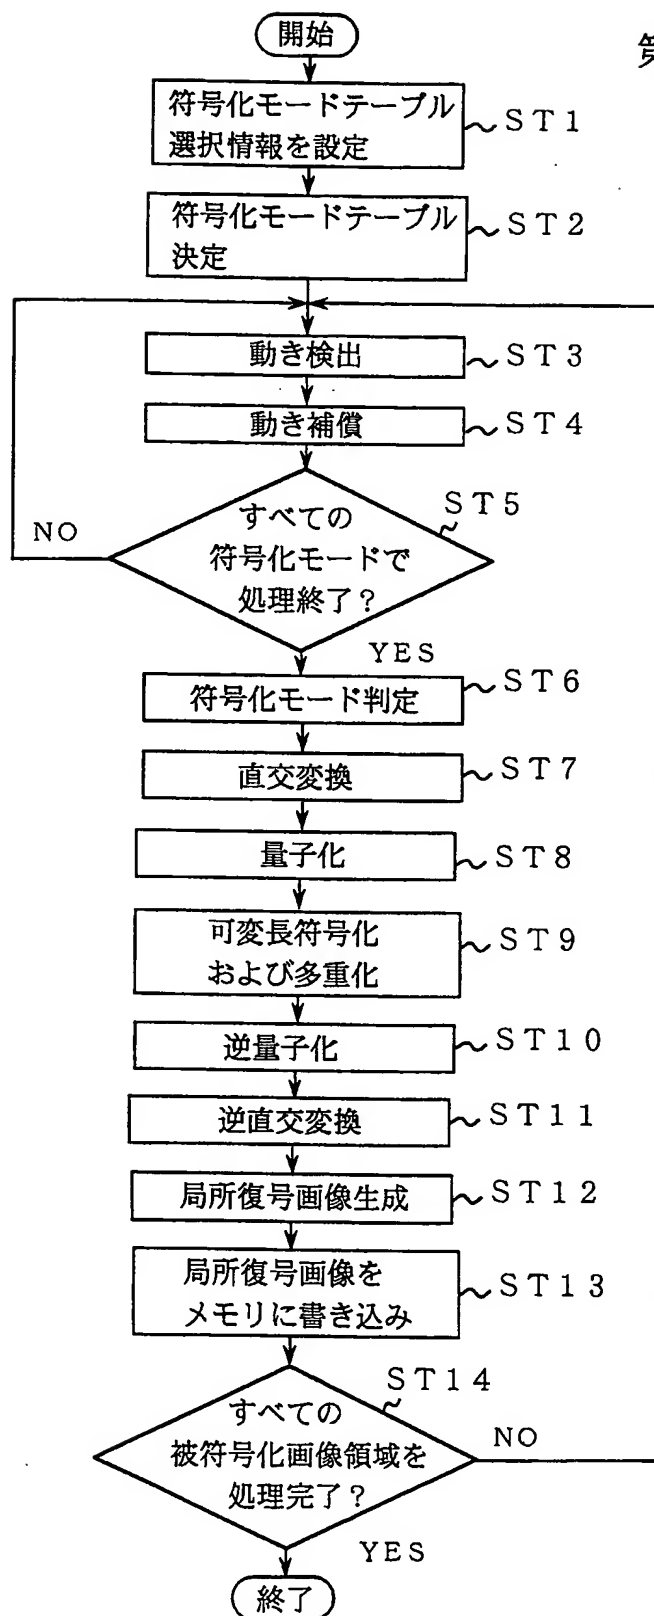 開始
第
符号化モードテーブル
選択情報を設定
ST1
符号化モードテーブル
決定
ST2
動き検出
ST3
動き補償
ST4
すべての
符号化モードで
処理終了?
ST5
NO
YES
符号化モード判定
ST6
直交変換
ST7
量子化
ST8
可変長符号化
および多重化
ST9
逆量子化
ST10
逆直交変換
ST11
局所復号画像生成
ST12
局所復号画像を
メモリに書き込み
ST13
すべての
被符号化画像領域を
処理完了?
ST14
NO
YES
終了